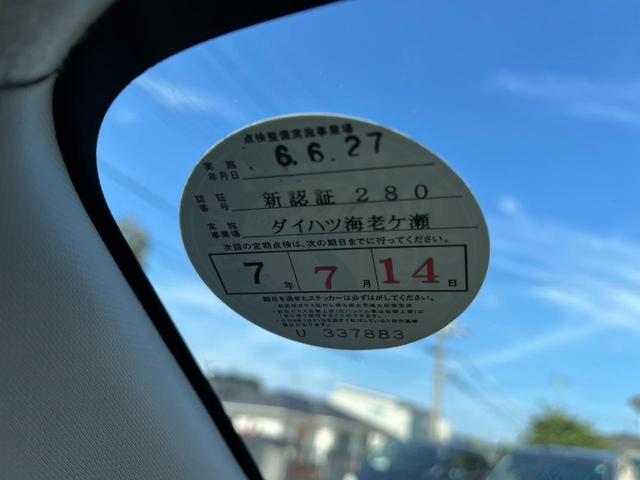 点検整備実施事業場
実施年月日 6.6.27
認証番号 新認証 280
実施事業場 ダイハツ海老ケ瀬
次回の定期点検は、次の期日までに行ってください。
7年 7月 14日
期日を過ぎたステッカーは必ずはがしてください。
U 337883